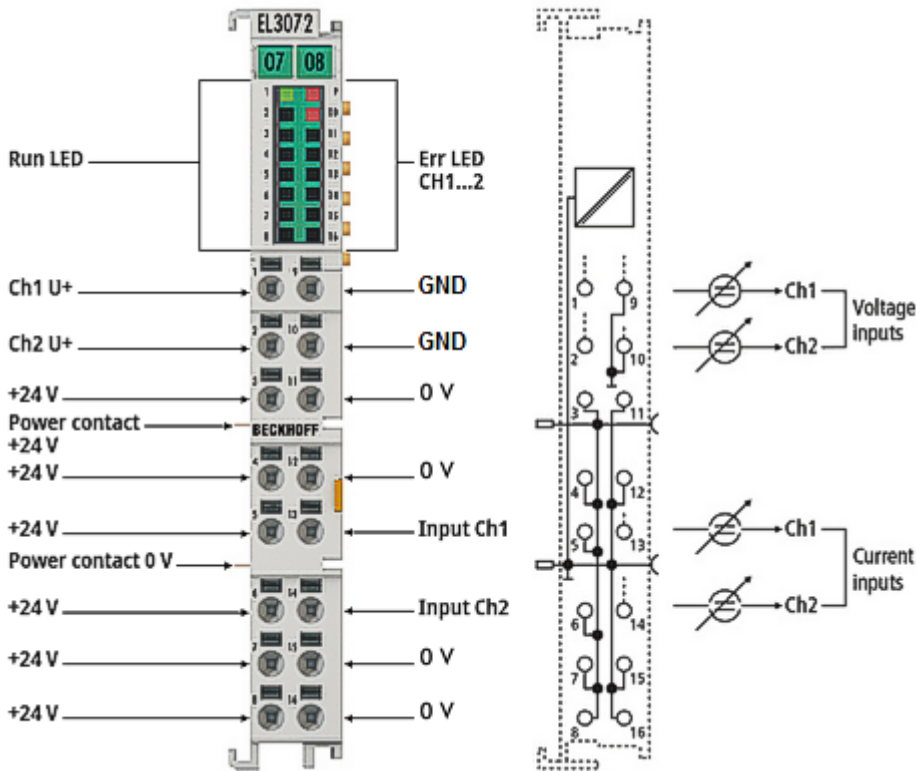 EL3072
07 08
Run LED
Err LED
CH1...2
Ch1 U+
GND
Ch2 U+
GND
+24 V
0 V
Power contact
+24 V
BECKHOFF
+24 V
0 V
+24 V
Input Ch1
Power contact 0 V
+24 V
Input Ch2
+24 V
0 V
+24 V
0 V
1 9
2 10
3 11
4 12
5 13
6 14
7 15
8 16
Ch1
Ch2
Voltage
inputs
Ch1
Ch2
Current
inputs